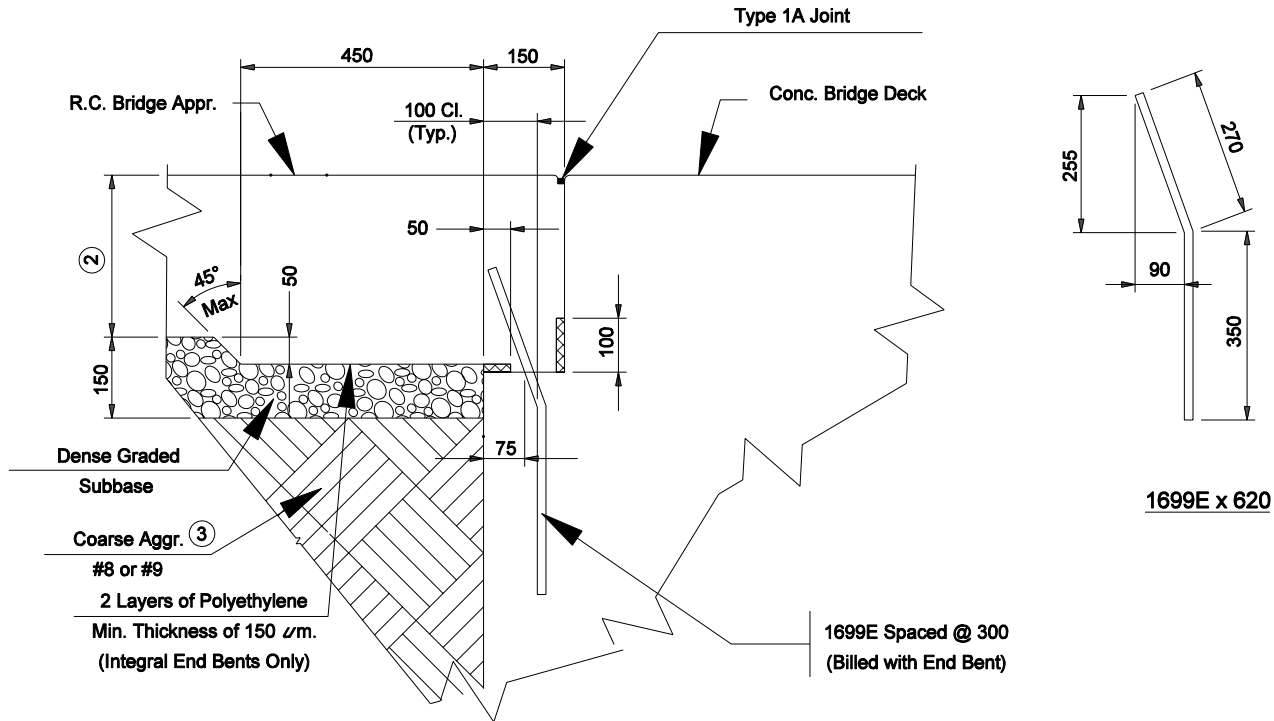 Type 1A Joint
450
150
R.C. Bridge Appr.
100 Cl.
(Typ.)
Conc. Bridge Deck
255
270
50
2
45°
Max
50
90
150
100
350
75
Dense Graded
Subbase
1699E x 620
Coarse Aggr. 3
#8 or #9
2 Layers of Polyethylene
Min. Thickness of 150 μm.
(Integral End Bents Only)
1699E Spaced @ 300
(Billed with End Bent)